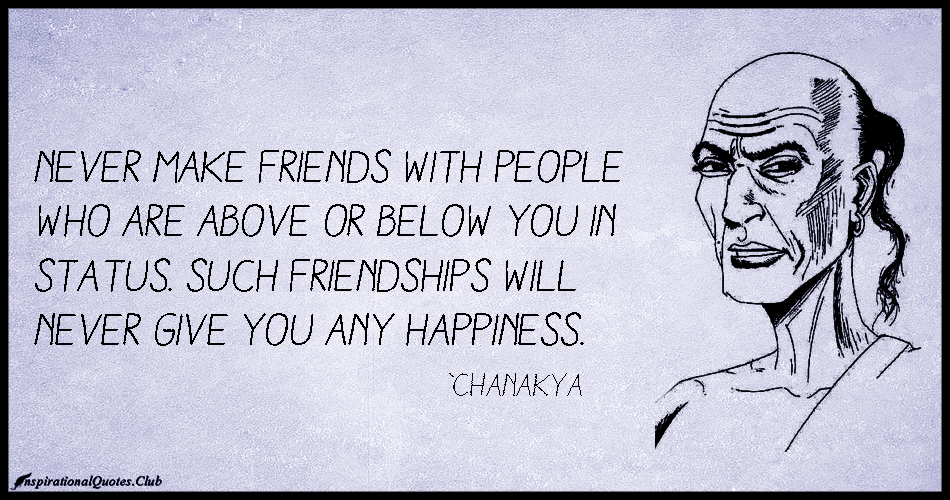 NEVER MAKE FRIENDS WITH PEOPLE
WHO ARE ABOVE OR BELOW YOU IN
STATUS. SUCH FRIENDSHIPS WILL
NEVER GIVE YOU ANY HAPPINESS.
`CHANAKYA
InspirationalQuotes.Club